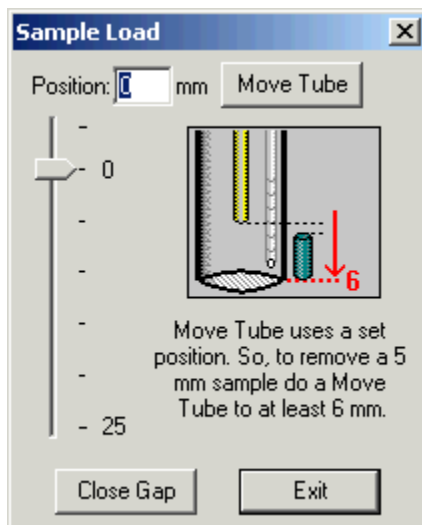 Sample Load
Position: 0 mm Move Tube
0
6
Move Tube uses a set
position. So, to remove a 5
mm sample do a Move
Tube to at least 6 mm.
25
Close Gap Exit